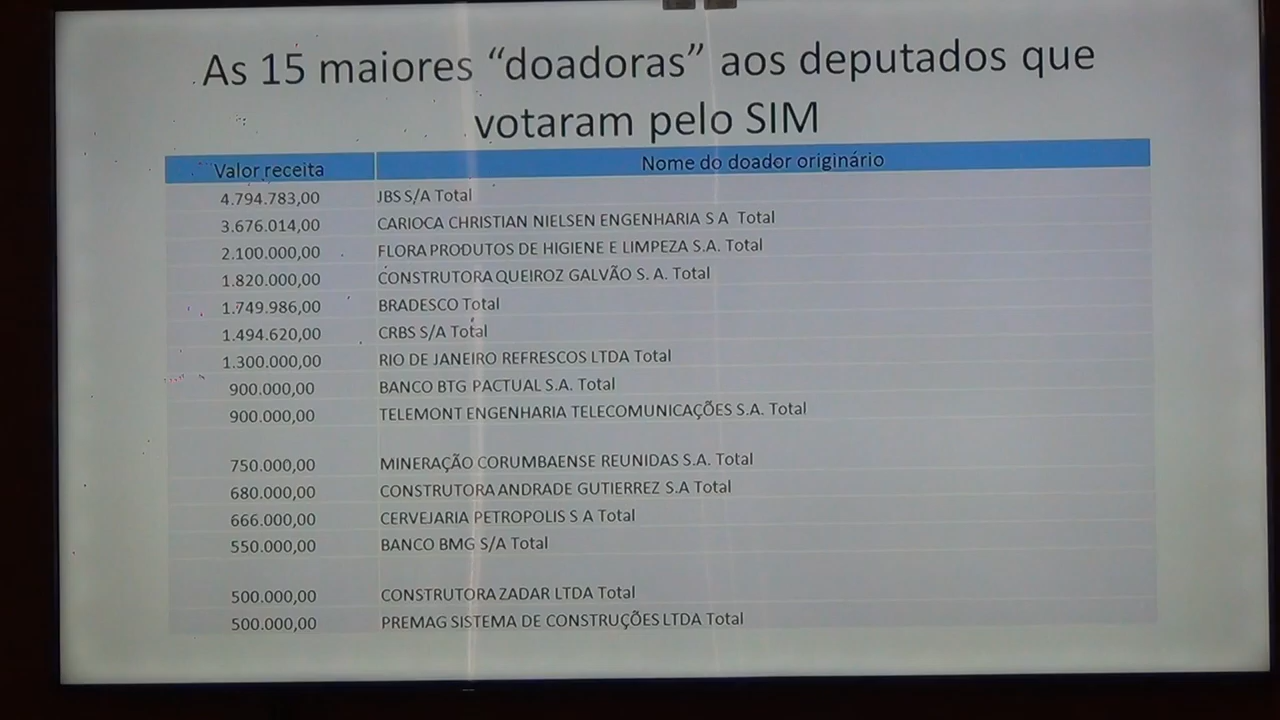 As 15 maiores “doadoras” aos deputados que
votaram pelo SIM
Valor receita Nome do doador originário
4.794.783,00 JBS S/A Total
3.676.014,00 CARIOCA CHRISTIAN NIELSEN ENGENHARIA S A Total
2.100.000,00 FLORA PRODUTOS DE HIGIENE E LIMPEZA S.A. Total
1.820.000,00 CONSTRUTORA QUEIROZ GALVÃO S. A. Total
1.749.986,00 BRADESCO Total
1.494.620,00 CRBS S/A Total
1.300.000,00 RIO DE JANEIRO REFRESCOS LTDA Total
900.000,00 BANCO BTG PACTUAL S.A. Total
900.000,00 TELEMONT ENGENHARIA TELECOMUNICAÇÕES S.A. Total
750.000,00 MINERAÇÃO CORUMBAENSE REUNIDAS S.A. Total
680.000,00 CONSTRUTORA ANDRADE GUTIERREZ S.A Total
666.000,00 CERVEJARIA PETROPOLIS S A Total
550.000,00 BANCO BMG S/A Total
500.000,00 CONSTRUTORA ZADAR LTDA Total
500.000,00 PREMAG SISTEMA DE CONSTRUÇÕES LTDA Total